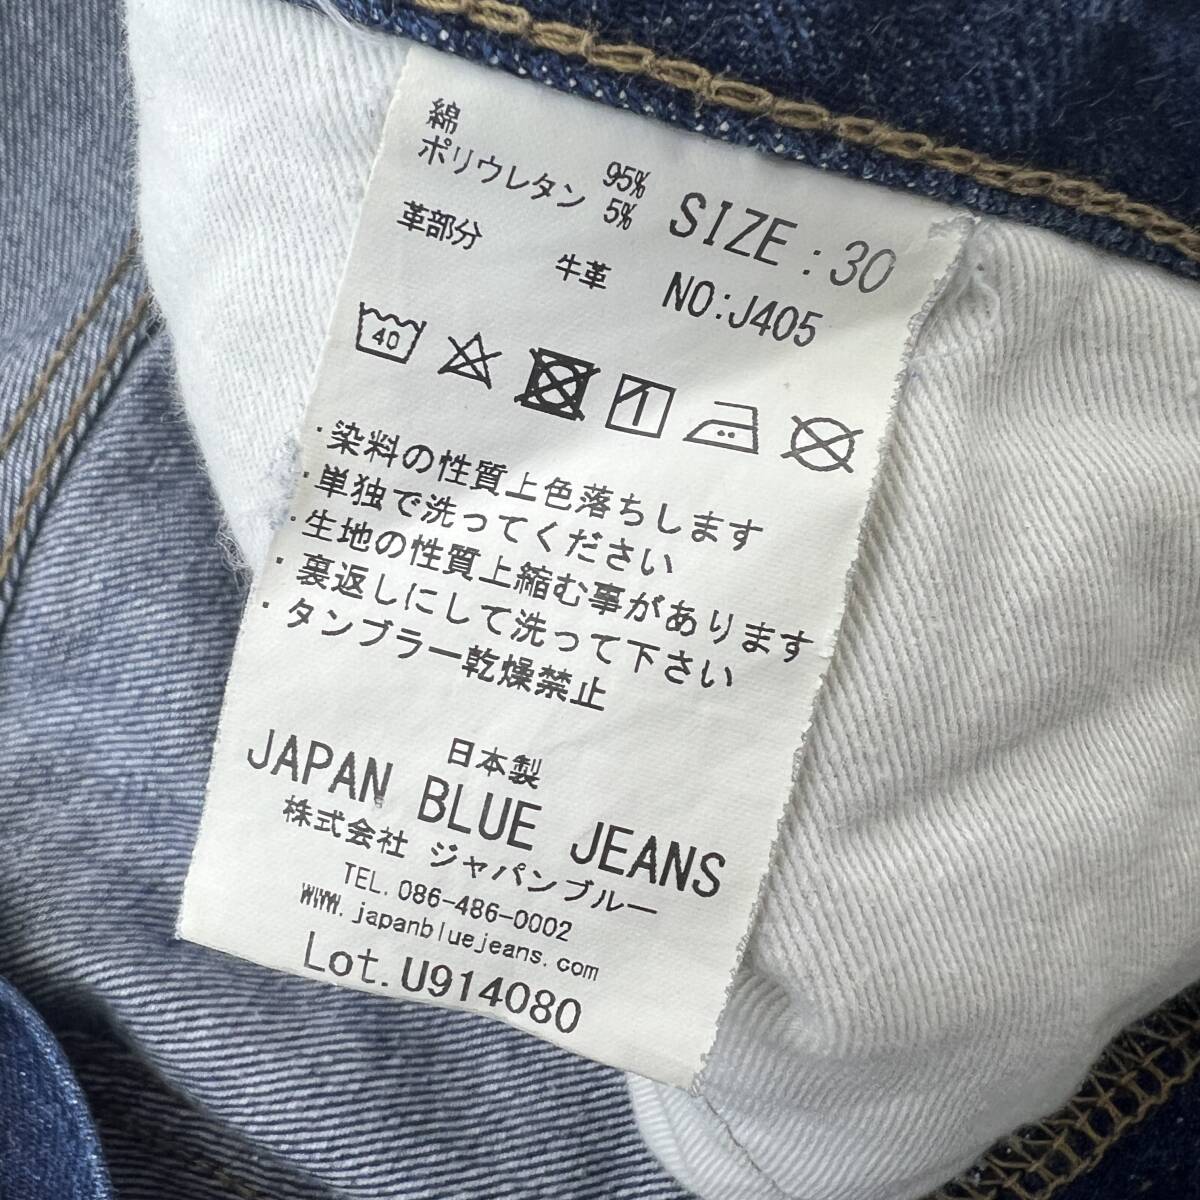 綿 95%
ポリウレタン 5%
SIZE : 30
革部分 牛革
NO:J405
40
1
・染料の性質上色落ちします
・単独で洗ってください
・生地の性質上縮む事があります
・裏返しにして洗って下さい
・タンブラー乾燥禁止
日本製
JAPAN BLUE JEANS
株式会社 ジャパンブルー
TEL. 086-486-0002
www.japanbluejeans.com
Lot.U914080